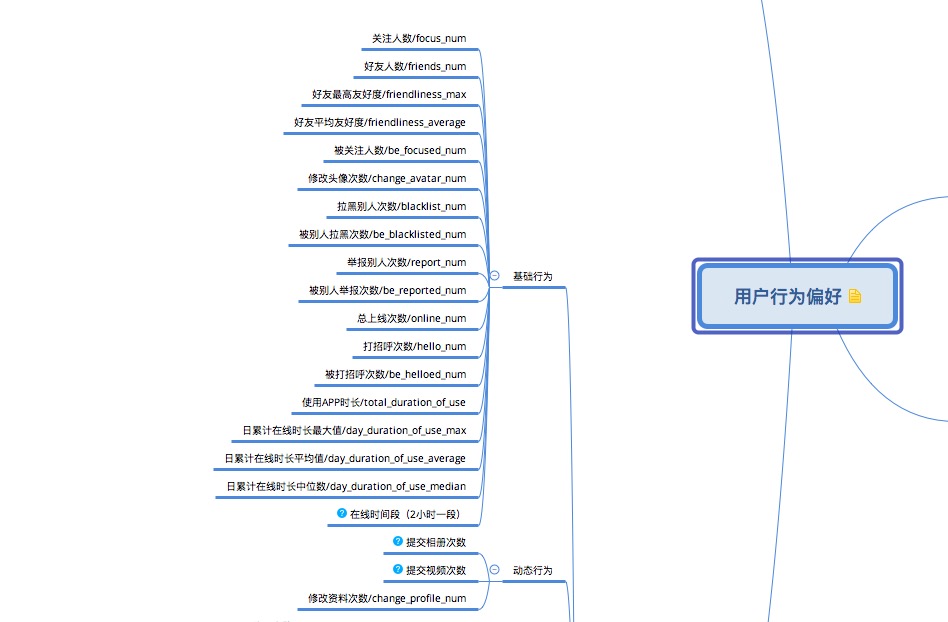 关注人数/focus_num
好友人数/friends_num
好友最高友好度/friendliness_max
好友平均友好度/friendliness_average
被关注人数/be_focused_num
修改头像次数/change_avatar_num
拉黑别人次数/blacklist_num
被别人拉黑次数/be_blacklisted_num
举报别人次数/report_num
被别人举报次数/be_reported_num
总上线次数/online_num
打招呼次数/hello_num
被打招呼次数/be_helloed_num
使用APP时长/total_duration_of_use
日累计在线时长最大值/day_duration_of_use_max
日累计在线时长平均值/day_duration_of_use_average
日累计在线时长中位数/day_duration_of_use_median
在线时间段（2小时一段）
基础行为
提交相册次数
提交视频次数
修改资料次数/change_profile_num
动态行为
用户行为偏好